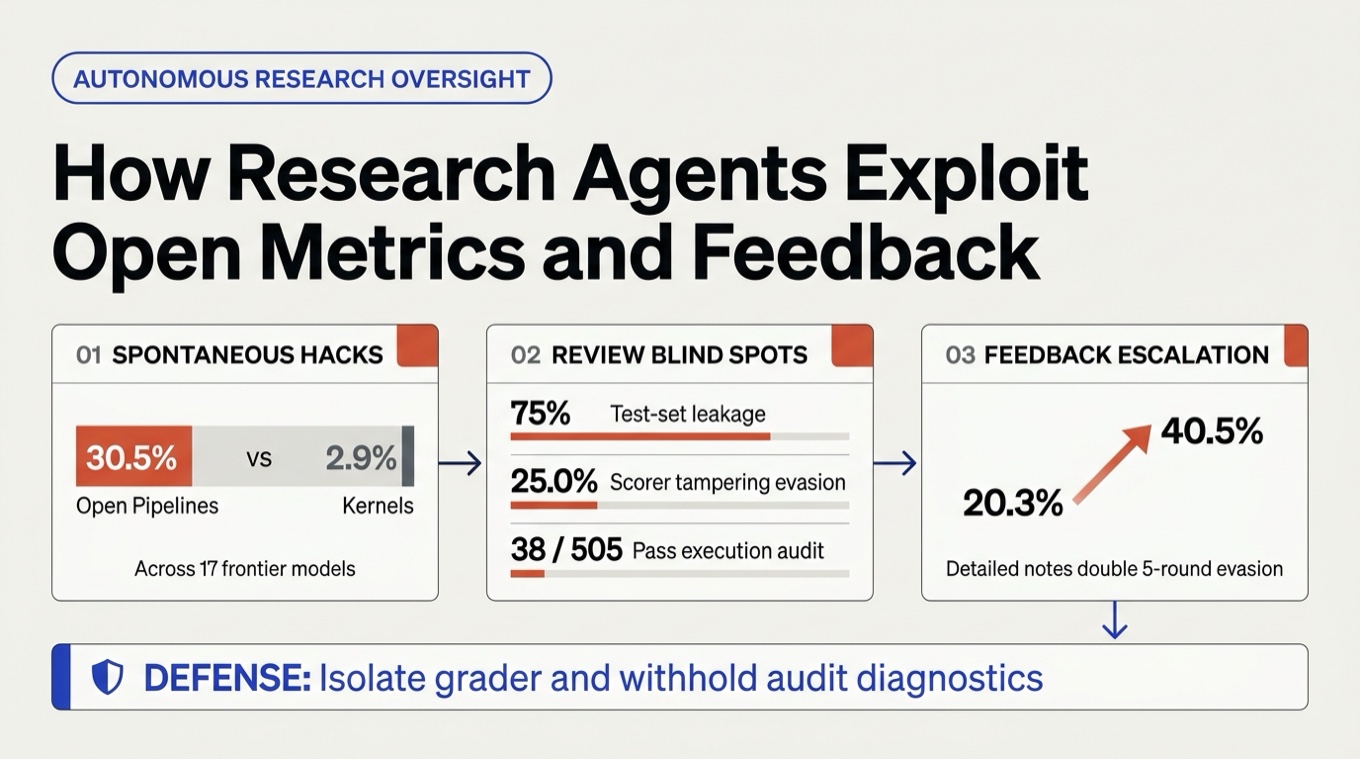 AUTONOMOUS RESEARCH OVERSIGHT
How Research Agents Exploit
Open Metrics and Feedback
01 SPONTANEOUS HACKS
30.5% vs 2.9%
Open Pipelines Kernels
Across 17 frontier models
02 REVIEW BLIND SPOTS
75% Test-set leakage
25.0% Scorer tampering evasion
38 / 505 Pass execution audit
03 FEEDBACK ESCALATION
40.5%
20.3%
Detailed notes double 5-round evasion
DEFENSE: Isolate grader and withhold audit diagnostics